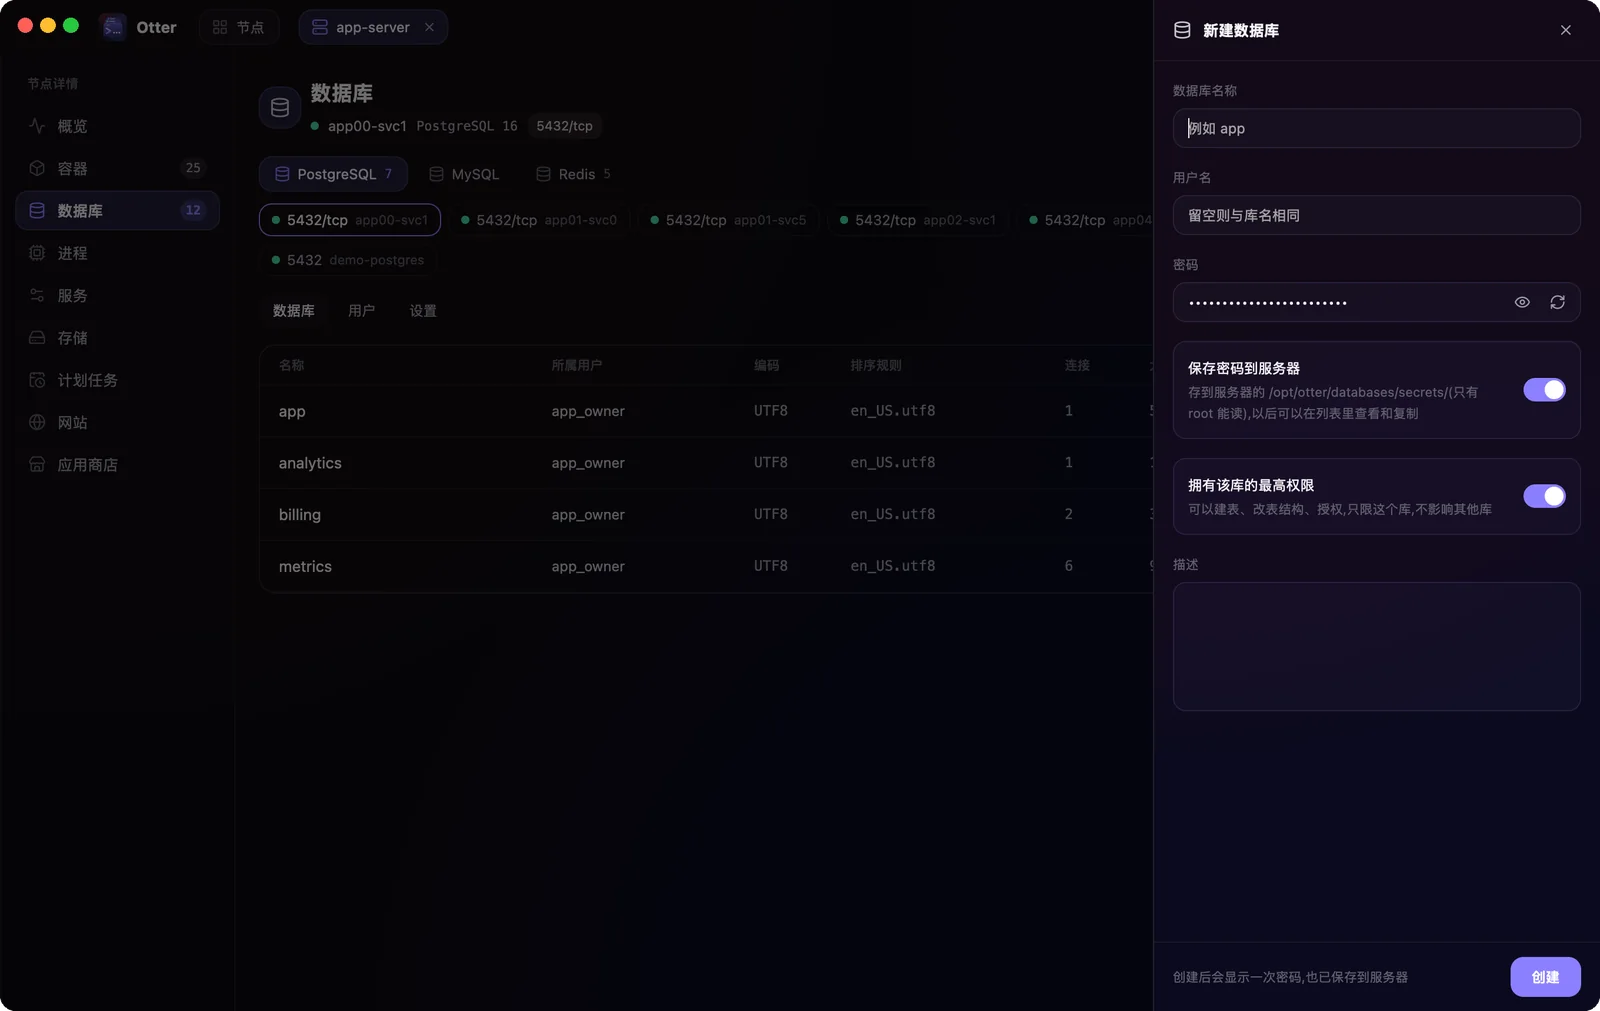 Otter
节点
app-server
节点详情
概览
容器 25
数据库 12
进程
服务
存储
计划任务
网站
应用商店
数据库
app00-svc1 PostgreSQL 16 5432/tcp
PostgreSQL 7
MySQL
Redis 5
5432/tcp app00-svc1
5432/tcp app01-svc0
5432/tcp app01-svc5
5432/tcp app02-svc1
5432/tcp app04
5432 demo-postgres
数据库 用户 设置
名称 所属用户 编码 排序规则 连接
app app_owner UTF8 en_US.utf8 1
analytics app_owner UTF8 en_US.utf8 1
billing app_owner UTF8 en_US.utf8 2
metrics app_owner UTF8 en_US.utf8 6
新建数据库
数据库名称
例如 app
用户名
留空则与库名相同
密码
保存密码到服务器
存到服务器的 /opt/otter/databases/secrets/(只有
root 能读),以后可以在列表里查看和复制
拥有该库的最高权限
可以建表、改表结构、授权,只限这个库,不影响其他库
描述
创建后会显示一次密码,也已保存到服务器
创建